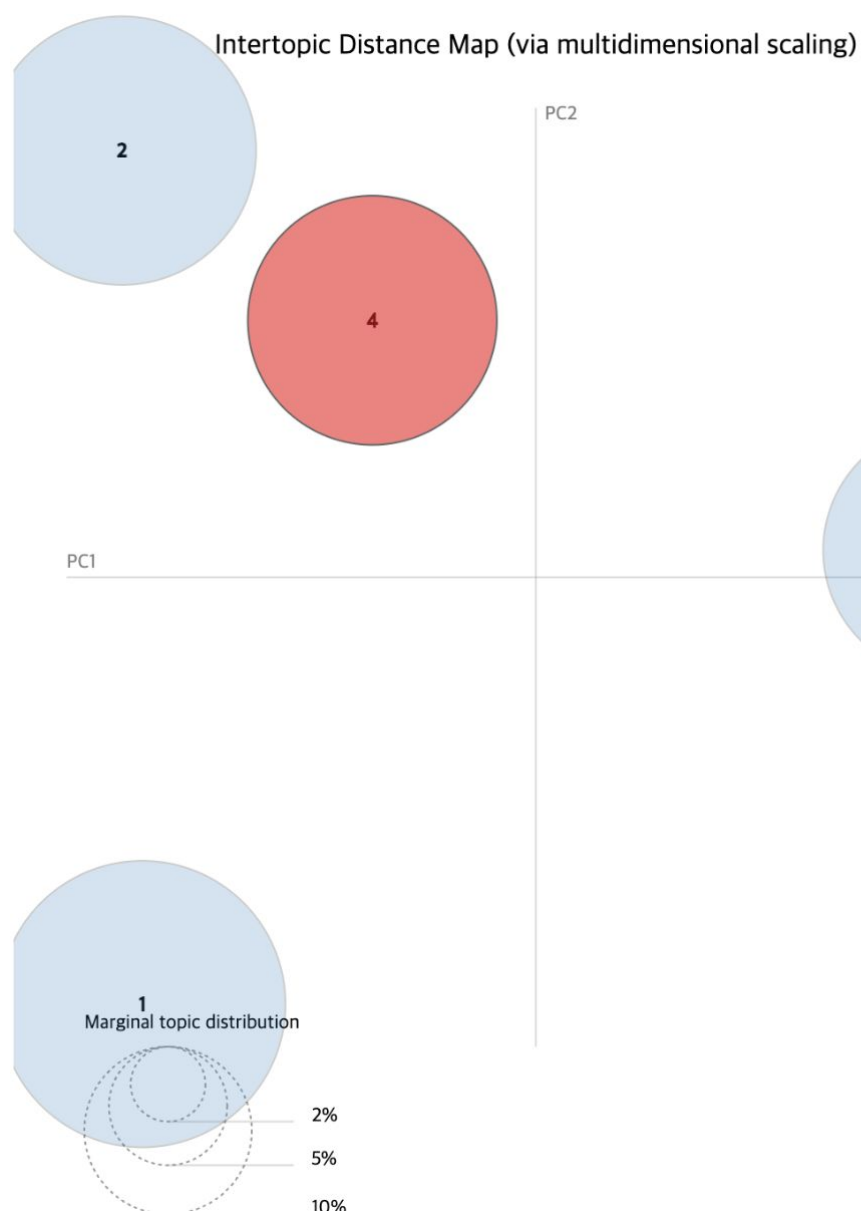 Intertopic Distance Map (via multidimensional scaling)
PC2
2
4
PC1
1
Marginal topic distribution
2%
5%
10%